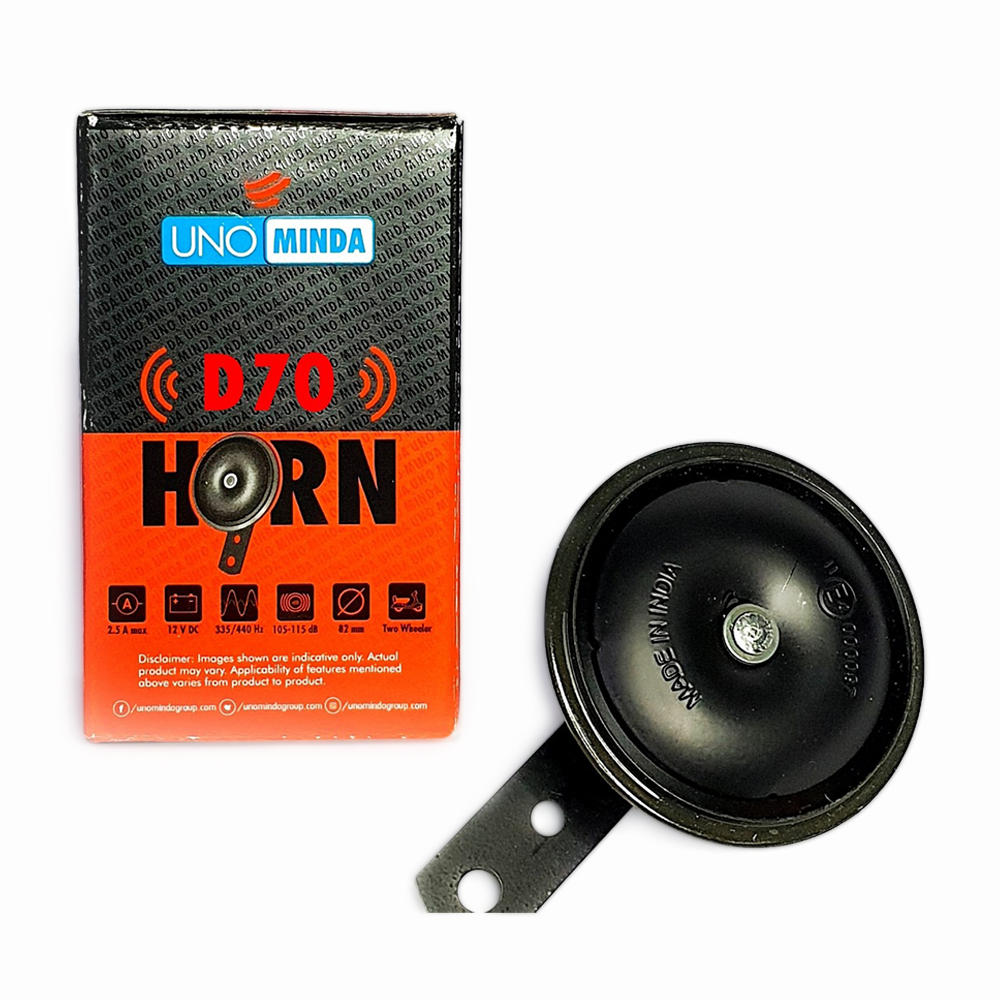 UNO MINDA
D70
HORN
2.5 A max
12 V DC
335/440 Hz
105-115 dB
82 mm
Two Wheeler
Disclaimer: Images shown are indicative only. Actual
product may vary. Applicability of features mentioned
above varies from product to product.
/unomindagroup.com /unomindagroup.com /unomindagroup.com
MADE IN INDIA
E4